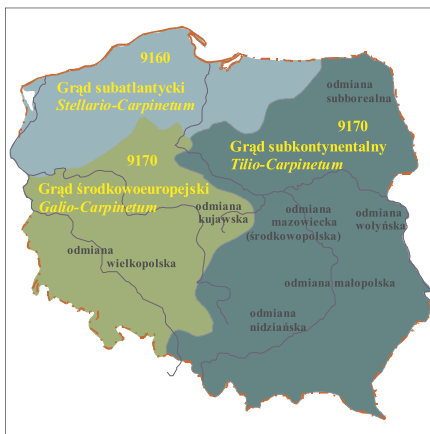 9160
Grąd subatlantycki
Stellario-Carpinetum
odmiana
subborealna
9170
Grąd subkontynentalny
Tilio-Carpinetum
9170
Grąd środkowoeuropejski
Galio-Carpinetum
odmiana
kujawska
odmiana
mazowiecka
(środkowopolska)
odmiana
wołyńska
odmiana
wielkopolska
odmiana małopolska
odmiana
nidziańska